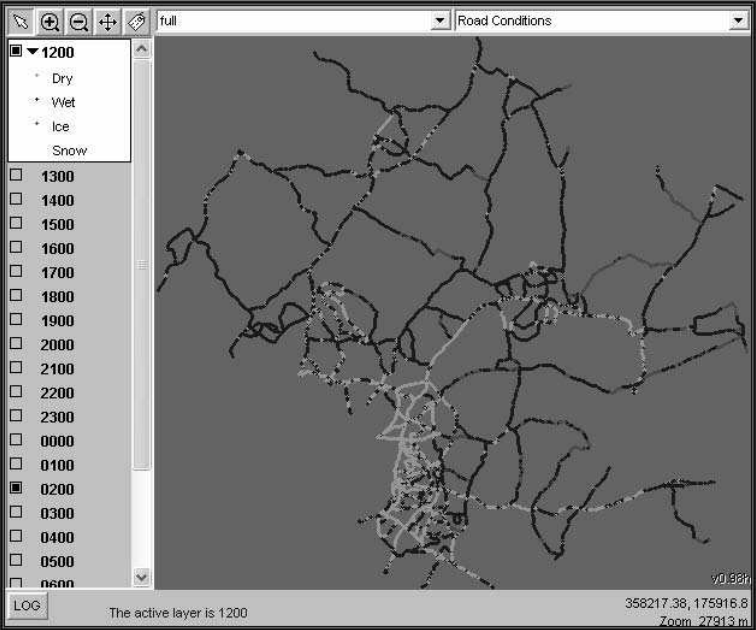 full
Road Conditions
1200
Dry
Wet
Ice
Snow
1300
1400
1500
1600
1700
1800
1900
2000
2100
2200
2300
0000
0100
0200
0300
0400
0500
0600
v0.98h
LOG
The active layer is 1200
358217.38, 175916.8
Zoom 27913 m